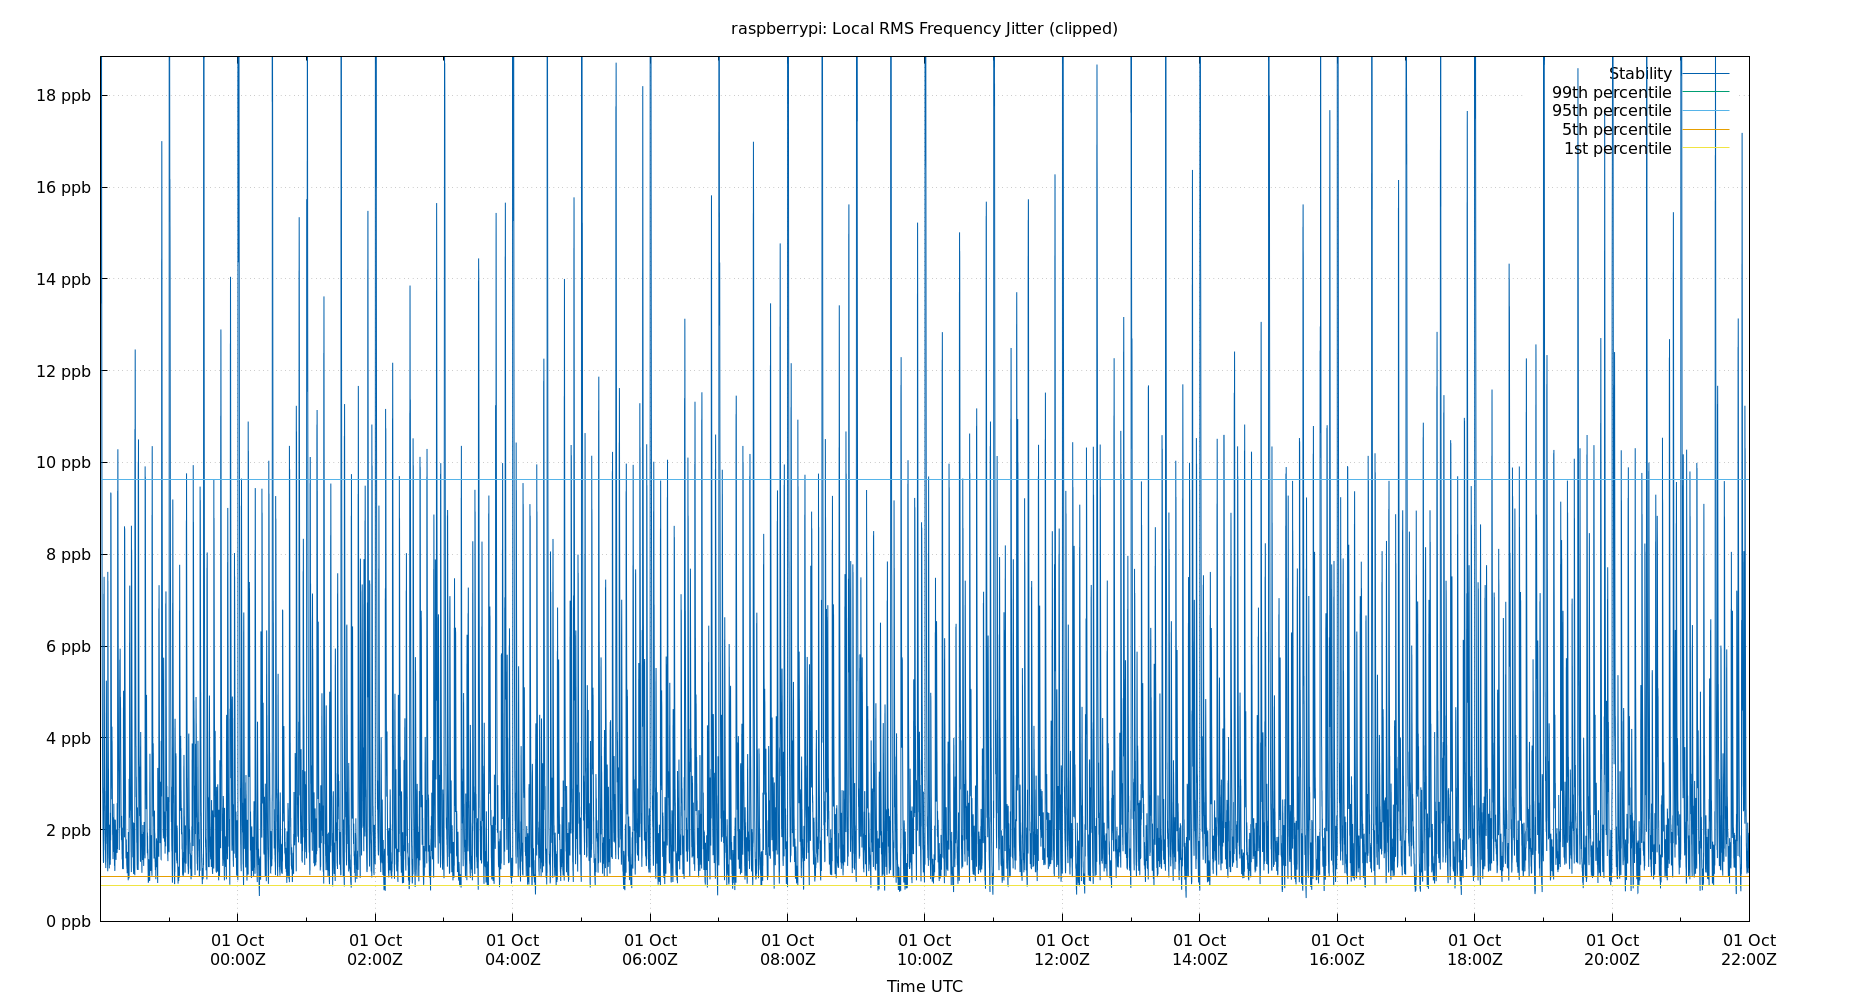 raspberrypi: Local RMS Frequency Jitter (clipped)
Stability
99th percentile
95th percentile
5th percentile
1st percentile
18 ppb
16 ppb
14 ppb
12 ppb
10 ppb
8 ppb
6 ppb
4 ppb
2 ppb
0 ppb
01 Oct 01 Oct 01 Oct 01 Oct 01 Oct 01 Oct 01 Oct 01 Oct 01 Oct 01 Oct 01 Oct 01 Oct
00:00Z 02:00Z 04:00Z 06:00Z 08:00Z 10:00Z 12:00Z 14:00Z 16:00Z 18:00Z 20:00Z 22:00Z
Time UTC